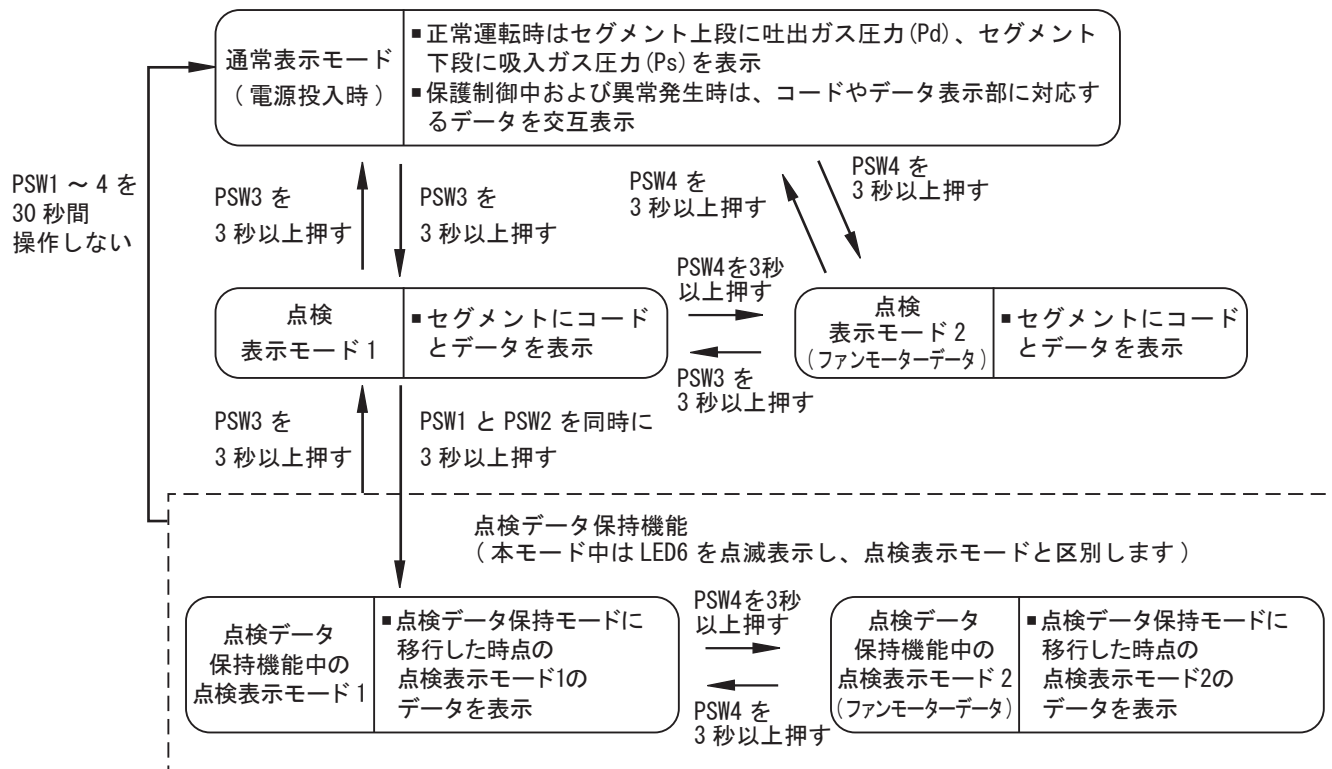 通常表示モード
( 電源投入時 )
▪正常運転時はセグメント上段に吐出ガス圧力(Pd)、セグメント
下段に吸入ガス圧力(Ps)を表示
▪保護制御中および異常発生時は、コードやデータ表示部に対応す
るデータを交互表示
PSW1 ～ 4 を
30 秒間
操作しない
PSW3 を
3 秒以上押す
PSW3 を
3 秒以上押す
PSW4 を
3 秒以上押す
PSW4 を
3 秒以上押す
点検
表示モード 1
▪セグメントにコード
とデータを表示
PSW4を3秒
以上押す
PSW3 を
3 秒以上押す
点検
表示モード 2
(ファンモーターデータ)
▪セグメントにコード
とデータを表示
PSW3 を
3 秒以上押す
PSW1 と PSW2 を同時に
3 秒以上押す
点検データ保持機能
( 本モード中は LED6 を点滅表示し、点検表示モードと区別します )
点検データ
保持機能中の
点検表示モード 1
▪点検データ保持モードに
移行した時点の
点検表示モード1の
データを表示
PSW4を3秒
以上押す
PSW4 を
3 秒以上押す
点検データ
保持機能中の
点検表示モード 2
(ファンモーターデータ)
▪点検データ保持モードに
移行した時点の
点検表示モード2の
データを表示